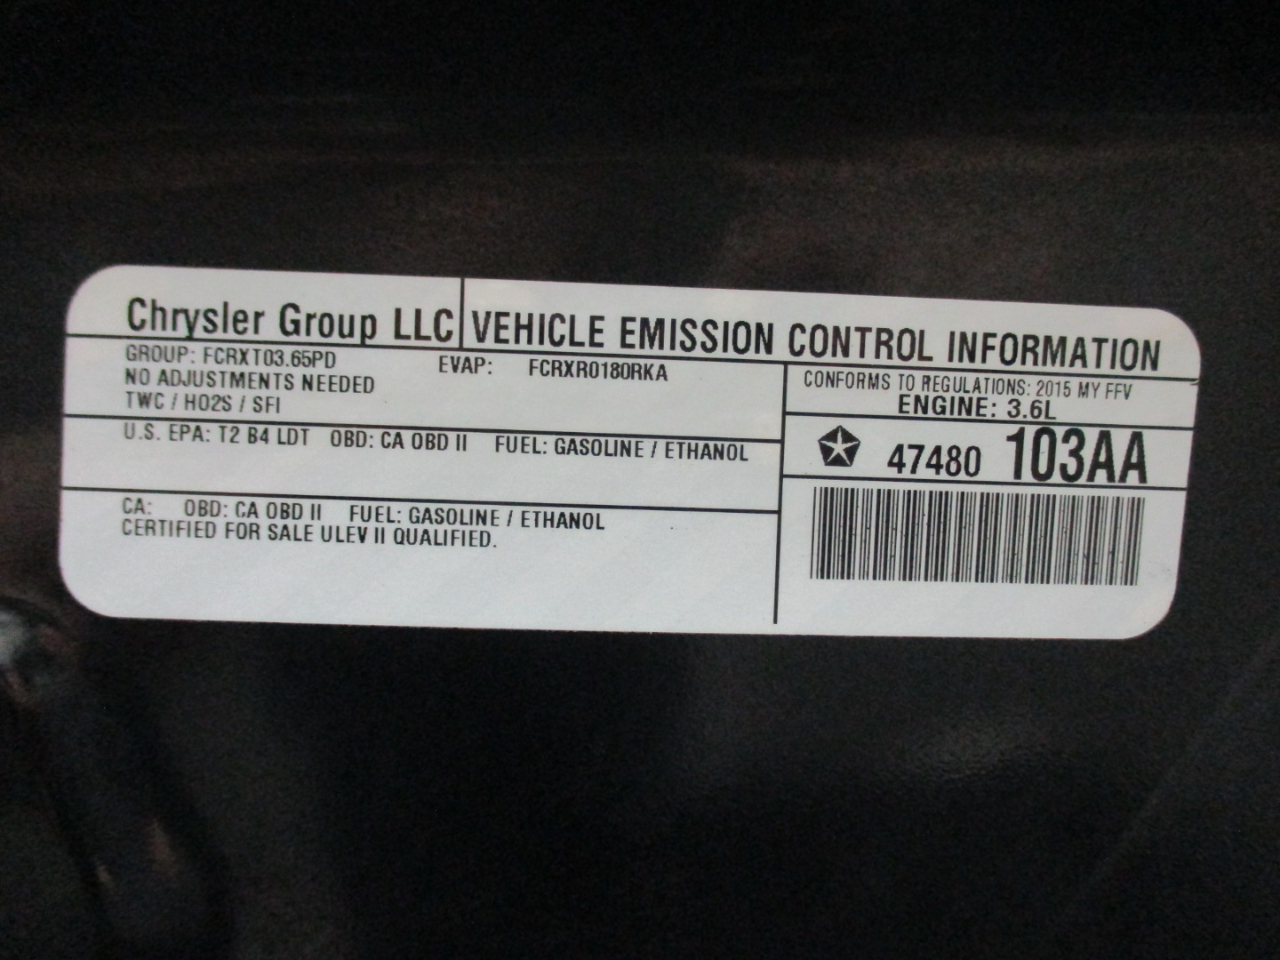 Chrysler Group LLC VEHICLE EMISSION CONTROL INFORMATION
GROUP: FCRXT03.65PD EVAP: FCRXR0180RKA
NO ADJUSTMENTS NEEDED
TWC / HO2S / SFI
CONFORMS TO REGULATIONS: 2015 MY FFV
ENGINE: 3.6L
U.S. EPA: T2 B4 LDT OBD: CA OBD II FUEL: GASOLINE / ETHANOL
47480 103AA
CA: OBD: CA OBD II FUEL: GASOLINE / ETHANOL
CERTIFIED FOR SALE ULEV II QUALIFIED.